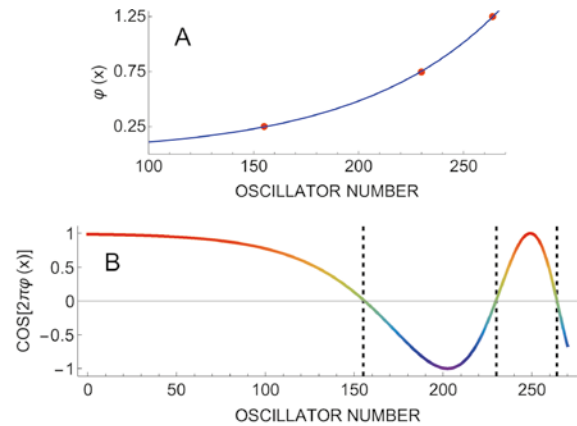 A
1.25
0.75
0.25
φ (x)
100 150 200 250
OSCILLATOR NUMBER
B
1
0.5
0
−0.5
−1
COS[2πφ (x)]
0 50 100 150 200 250
OSCILLATOR NUMBER